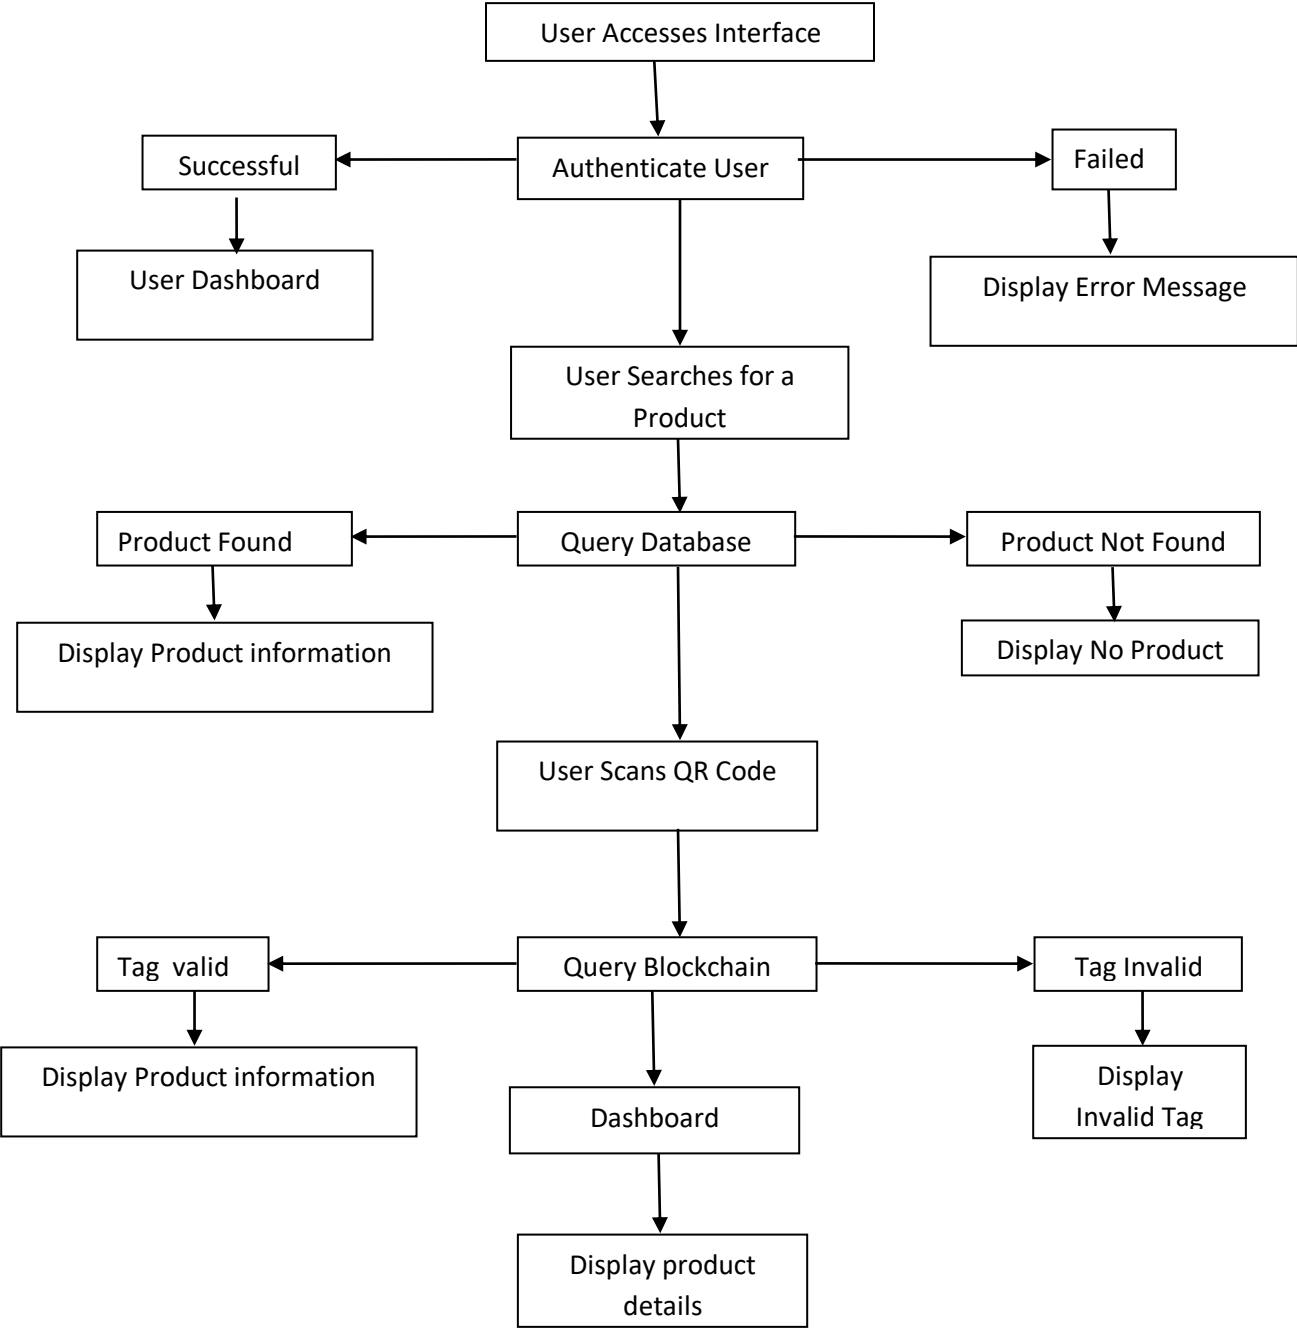 User Accesses Interface
Successful
Authenticate User
Failed
User Dashboard
Display Error Message
User Searches for a
Product
Product Found
Query Database
Product Not Found
Display Product information
Display No Product
User Scans QR Code
Tag  valid
Query Blockchain
Tag Invalid
Display Product information
Display
Invalid Tag
Dashboard
Display product
details